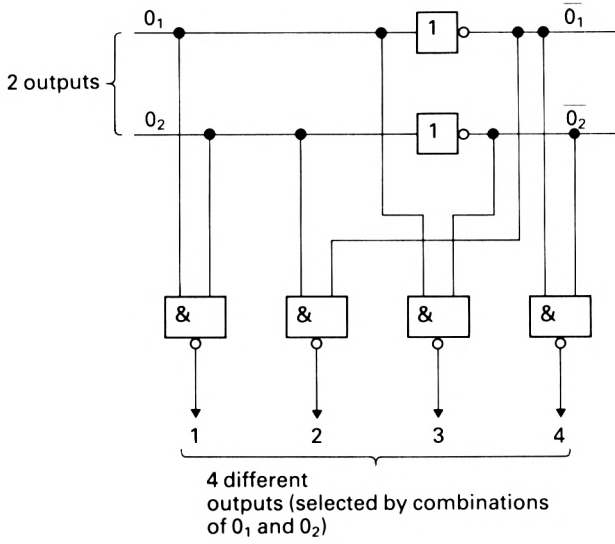 0₁ 1 0̅₁
2 outputs
0₂ 1 0̅₂
& & & &
1 2 3 4
4 different
outputs (selected by combinations
of 0₁ and 0₂)